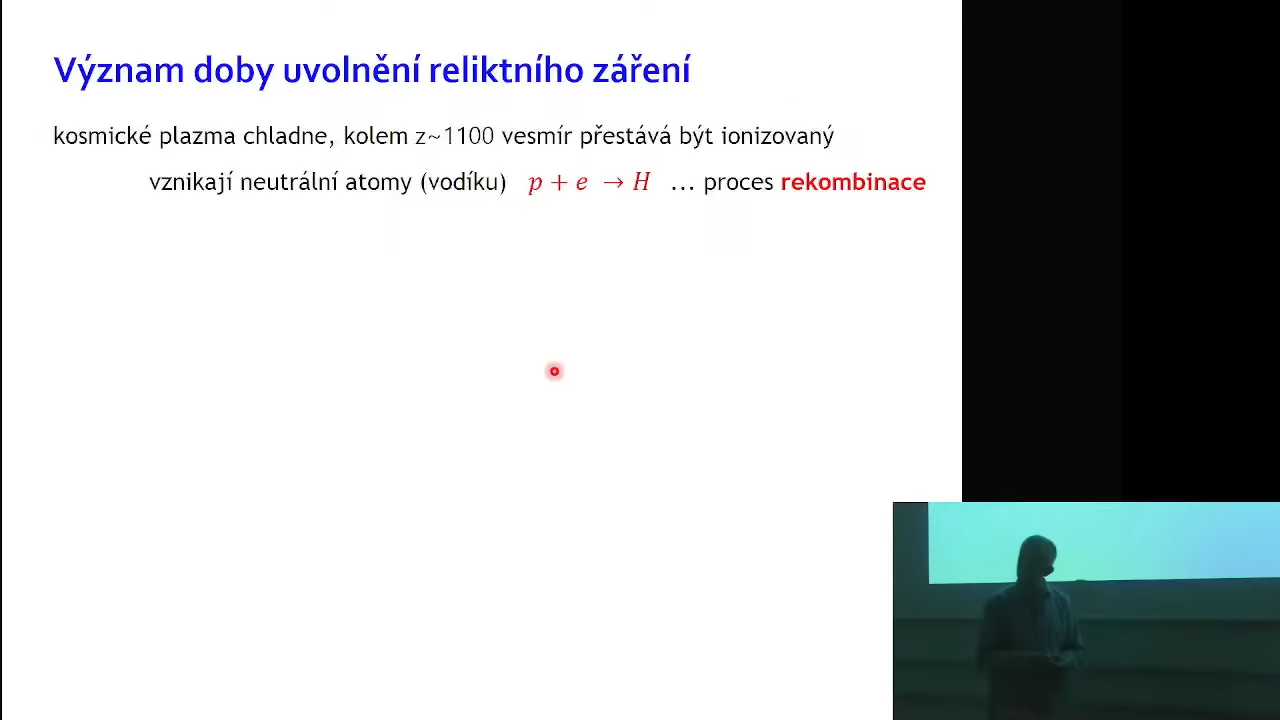 Význam doby uvolnění reliktního záření
kosmické plazma chladne, kolem z~1100 vesmír přestává být ionizovaný
vznikají neutrální atomy (vodíku) p + e → H ... proces rekombinace